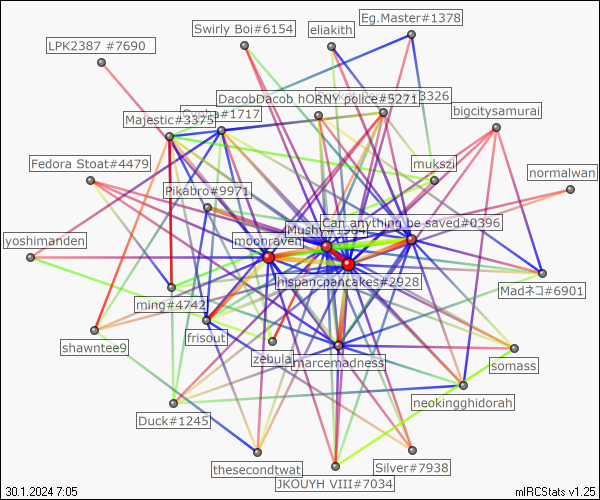 Swirly Boi#6154
eliakith
Eg.Master#1378
LPK2387 #7690
DacobDacob hORNY police#5271
3326
Majestic#3375
#1717
bigcitysamurai
Fedora Stoat#4479
mukszi
normalwan
Pikabro#9971
Mushy#1984
Can anything be saved#0396
yoshimanden
moonraven
hispancpancakes#2928
Madネコ#6901
ming#4742
frisout
shawntee9
zebula
marcemadness
somass
neokingghidorah
Duck#1245
thesecondtwat
Silver#7938
JKOUYH VIII#7034
30.1.2024 7:05
mIRCStats v1.25